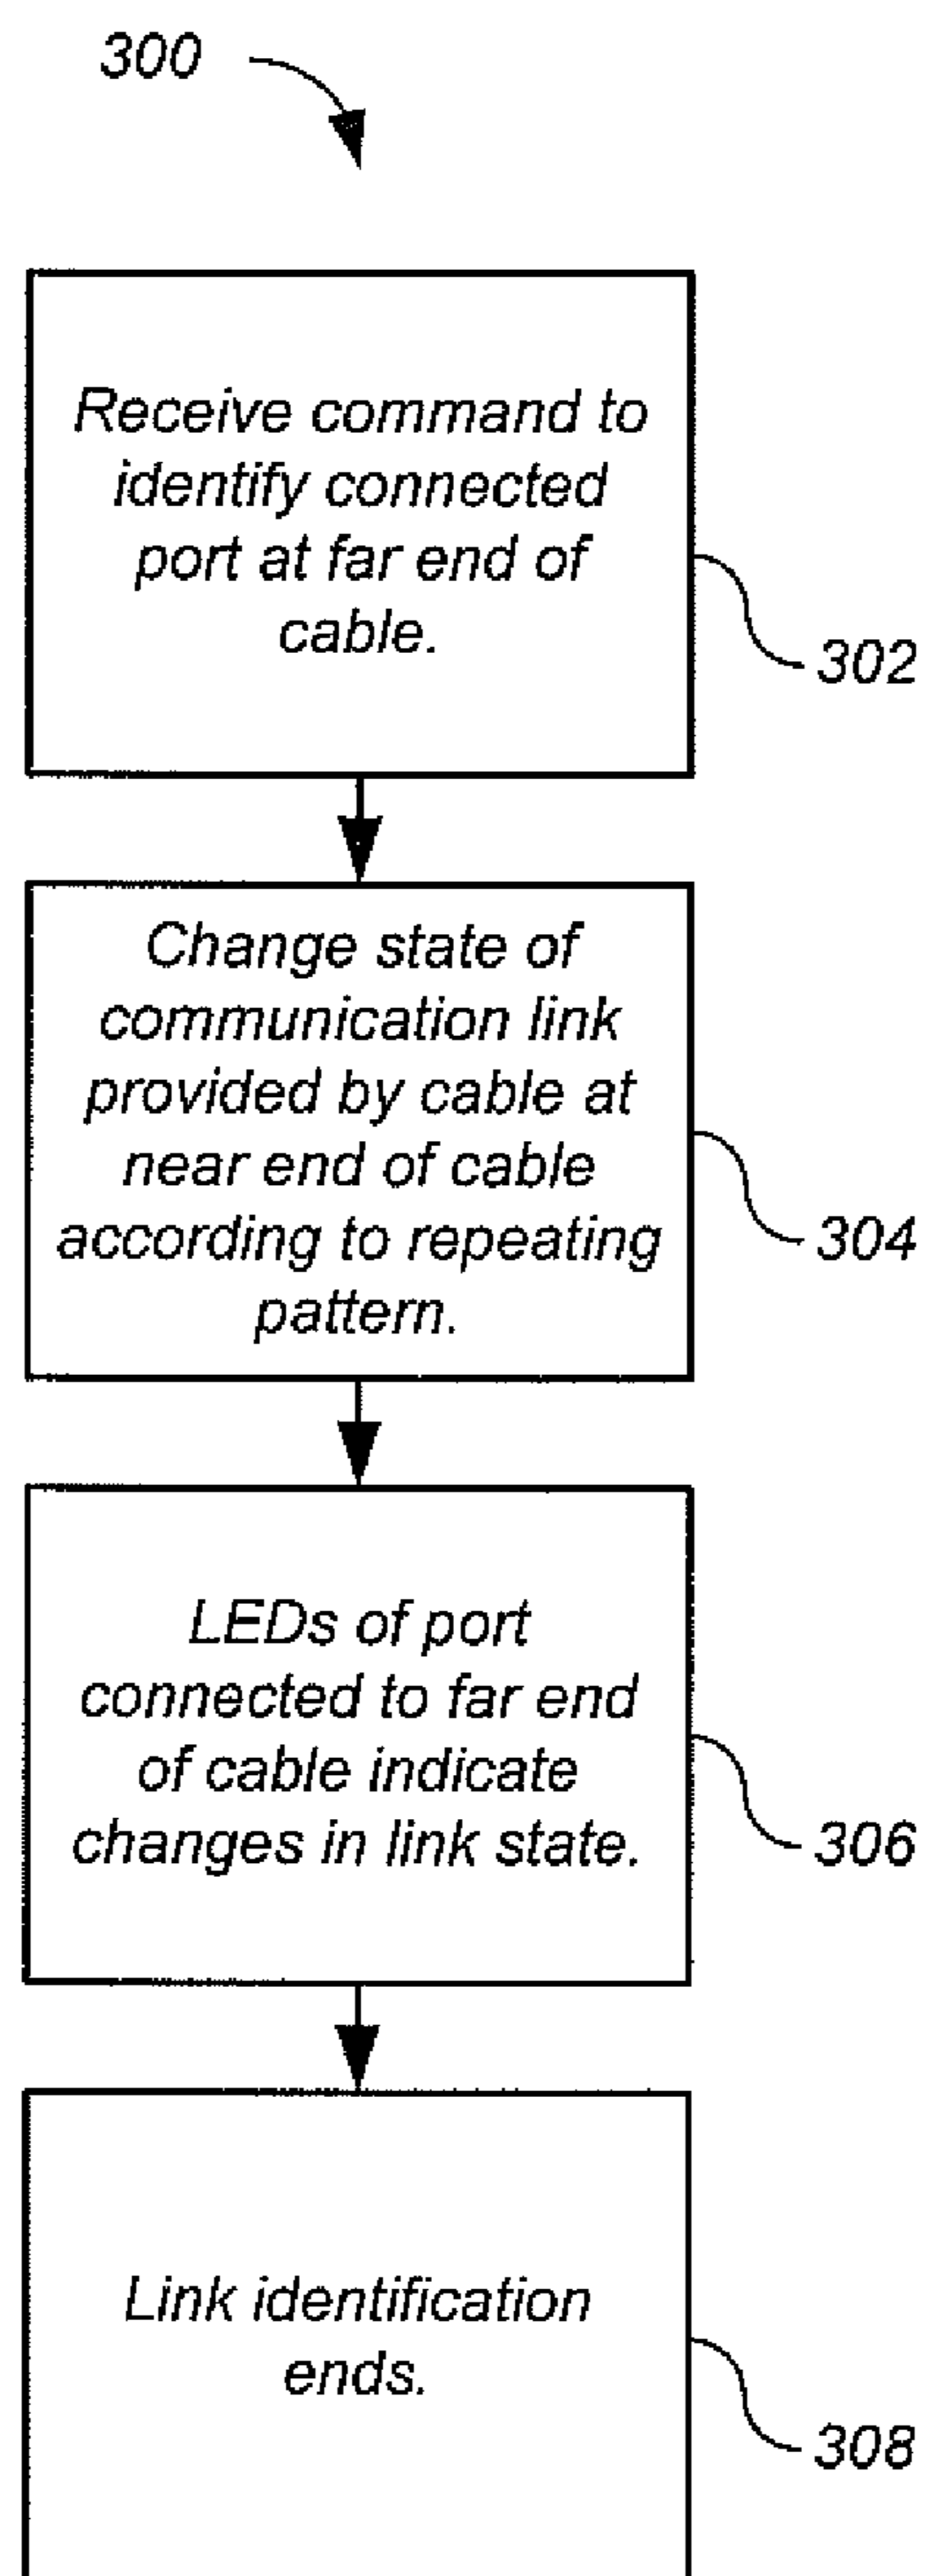 300
Receive command to
identify connected
port at far end of
cable.
302
Change state of
communication link
provided by cable at
near end of cable
according to repeating
pattern.
304
LEDs of port
connected to far end
of cable indicate
changes in link state.
306
Link identification
ends.
308